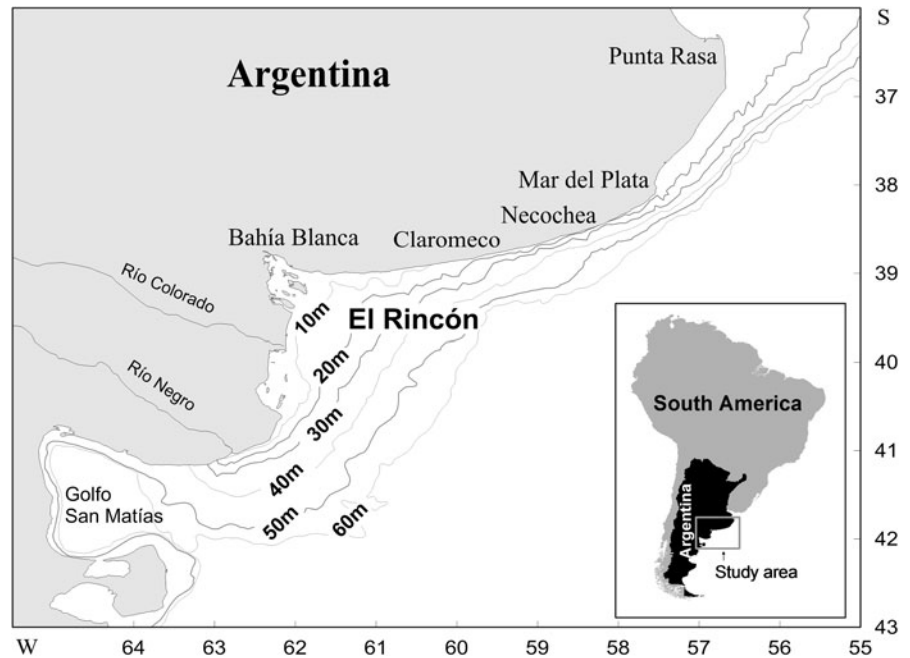 S
Punta Rasa
Argentina
37
Mar del Plata
38
Necochea
Bahía Blanca
Claromeco
Río Colorado
39
10m
El Rincón
20m
40
Río Negro
30m
South America
41
40m
Golfo
San Matías
50m
60m
Argentina
42
Study area
43
W
64
63
62
61
60
59
58
57
56
55